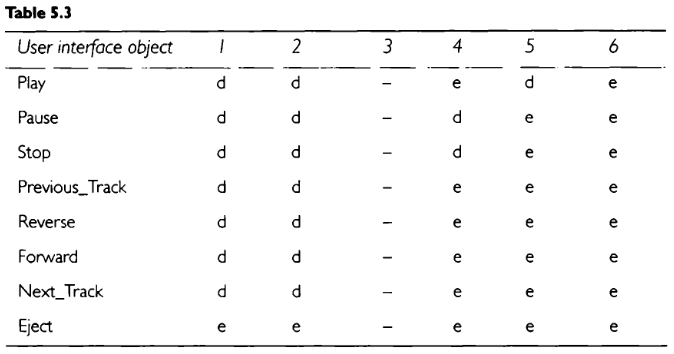 Table 5.3
User interface object 1 2 3 4 5 6
Play d d – e d e
Pause d d – d e e
Stop d d – d e e
Previous_Track d d – e e e
Reverse d d – e e e
Forward d d – e e e
Next_Track d d – e e e
Eject e e – e e e